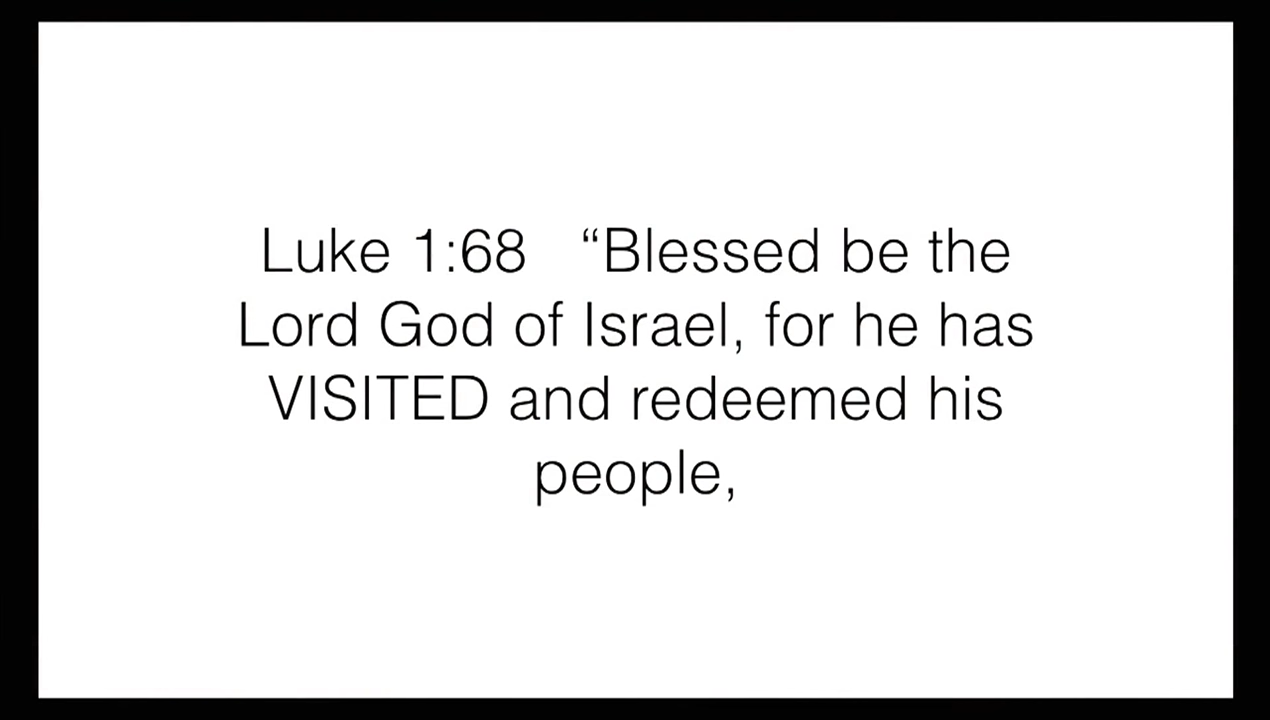 Luke 1:68   “Blessed be the
Lord God of Israel, for he has
VISITED and redeemed his
people,